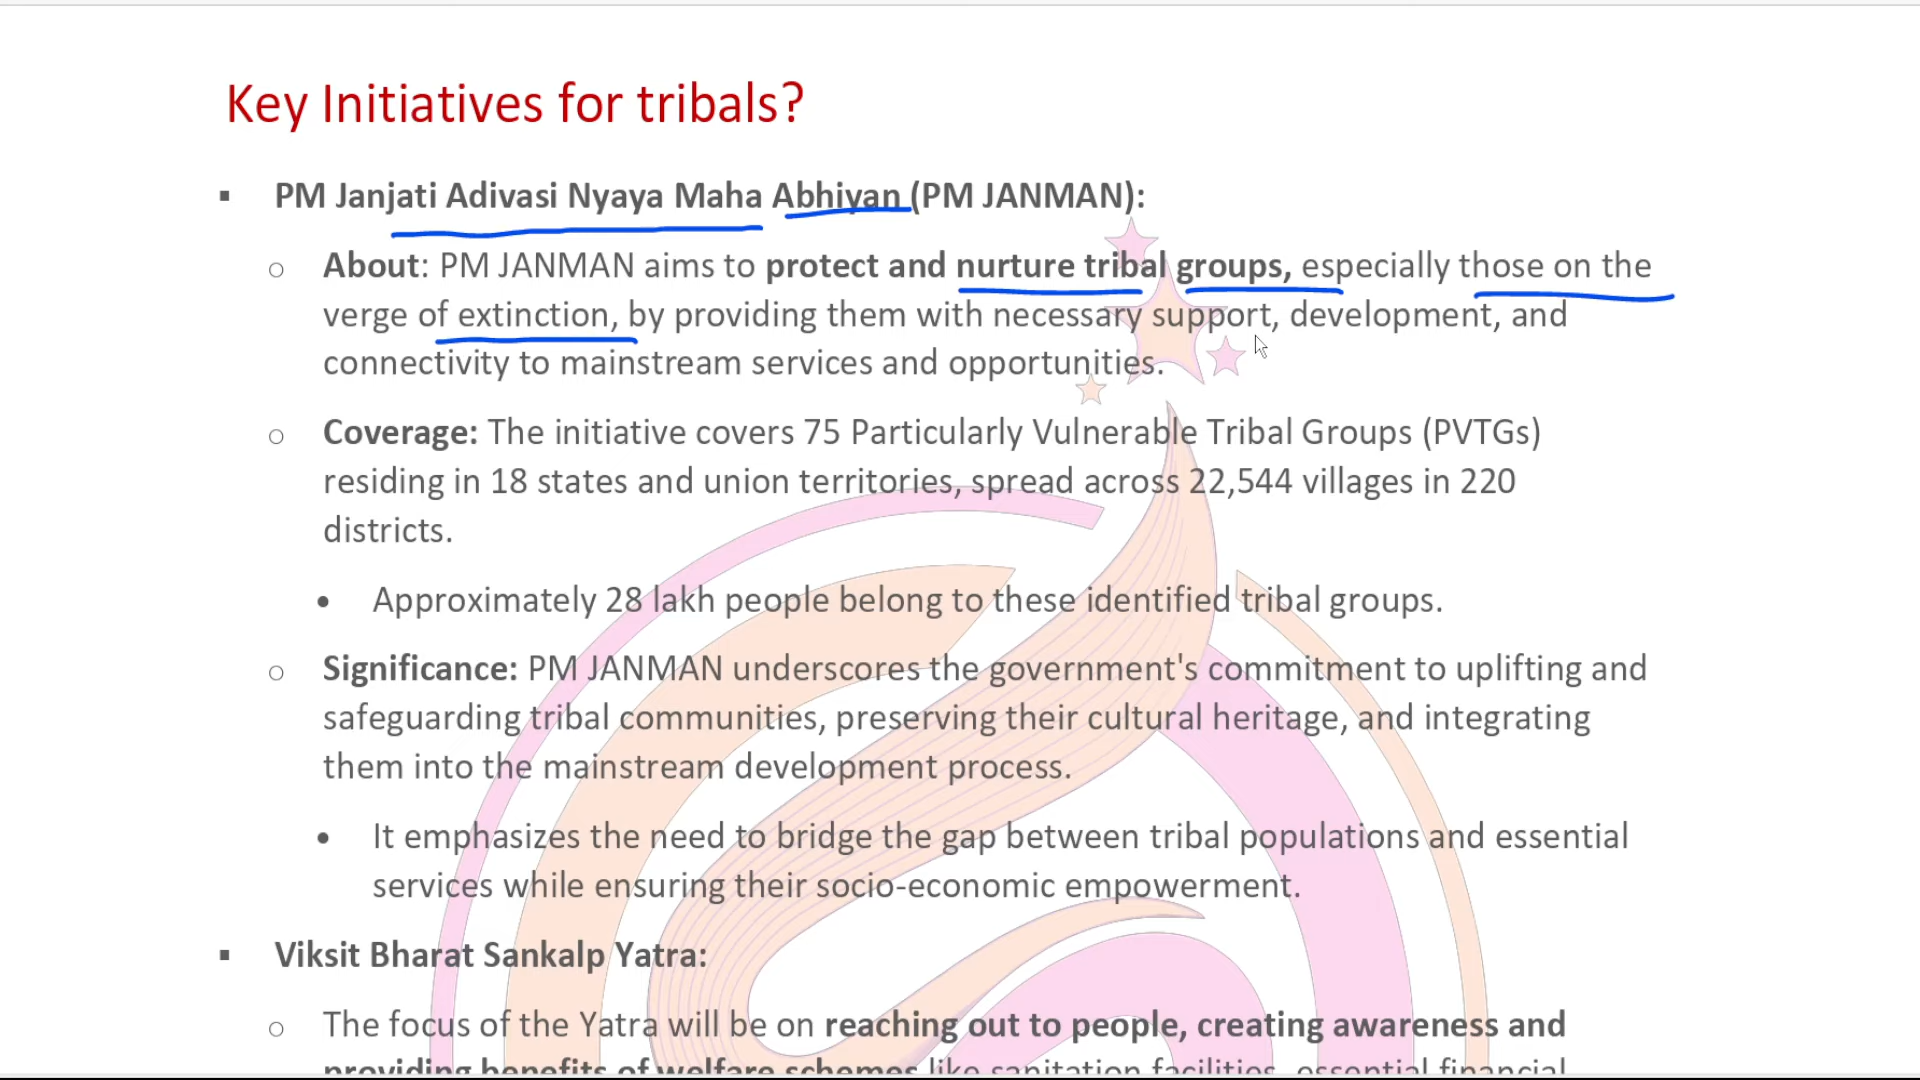 Key Initiatives for tribals?
▪ PM Janjati Adivasi Nyaya Maha Abhiyan (PM JANMAN):
o About: PM JANMAN aims to protect and nurture tribal groups, especially those on the
verge of extinction, by providing them with necessary support, development, and
connectivity to mainstream services and opportunities.
o Coverage: The initiative covers 75 Particularly Vulnerable Tribal Groups (PVTGs)
residing in 18 states and union territories, spread across 22,544 villages in 220
districts.
• Approximately 28 lakh people belong to these identified tribal groups.
o Significance: PM JANMAN underscores the government's commitment to uplifting and
safeguarding tribal communities, preserving their cultural heritage, and integrating
them into the mainstream development process.
• It emphasizes the need to bridge the gap between tribal populations and essential
services while ensuring their socio-economic empowerment.
▪ Viksit Bharat Sankalp Yatra:
o The focus of the Yatra will be on reaching out to people, creating awareness and
providing benefits of welfare schemes like sanitation facilities, essential financial